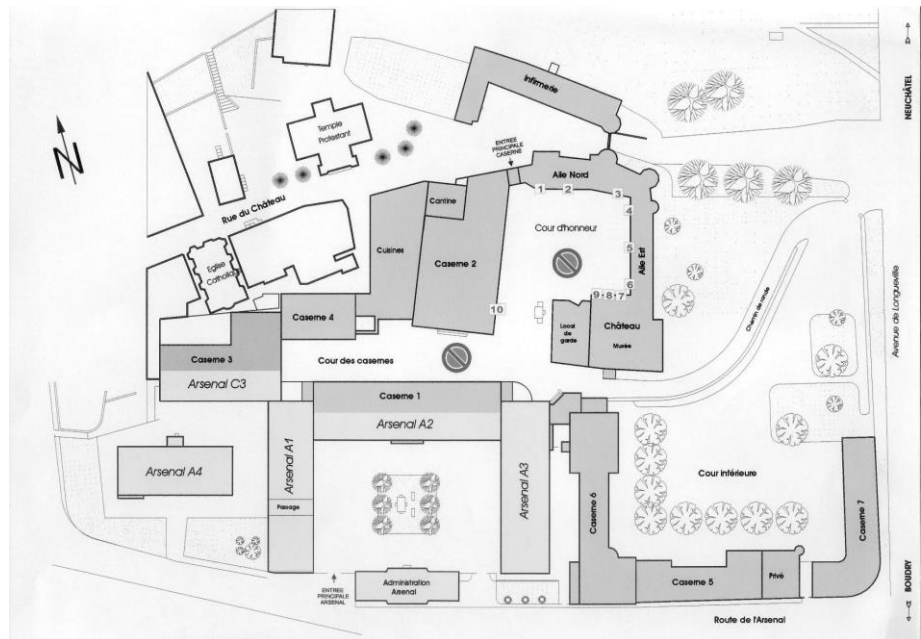 NEUCHÂTEL
Infirmerie
Temple
Protestant
ENTREE
PRINCIPALE
CASERNE
N
Aile Nord
1
2
3
Cantine
4
Rue du Château
Cour d'honneur
Cuisines
5
Aile Est
Caserne 2
Eglise
Catholique
6
9
8
7
10
Chemin de ronde
Avenue de Longueville
Caserne 4
Local
de
garde
Château
Musée
Caserne 3
Cour des casernes
Arsenal C3
Caserne 1
Arsenal A2
Arsenal A1
Arsenal A3
Arsenal A4
Cour inférieure
Passage
Caserne 6
Caserne 7
ENTREE
PRINCIPALE
ARSENAL
Administration
Arsenal
Caserne 5
Privé
BOUDRY
Route de l'Arsenal